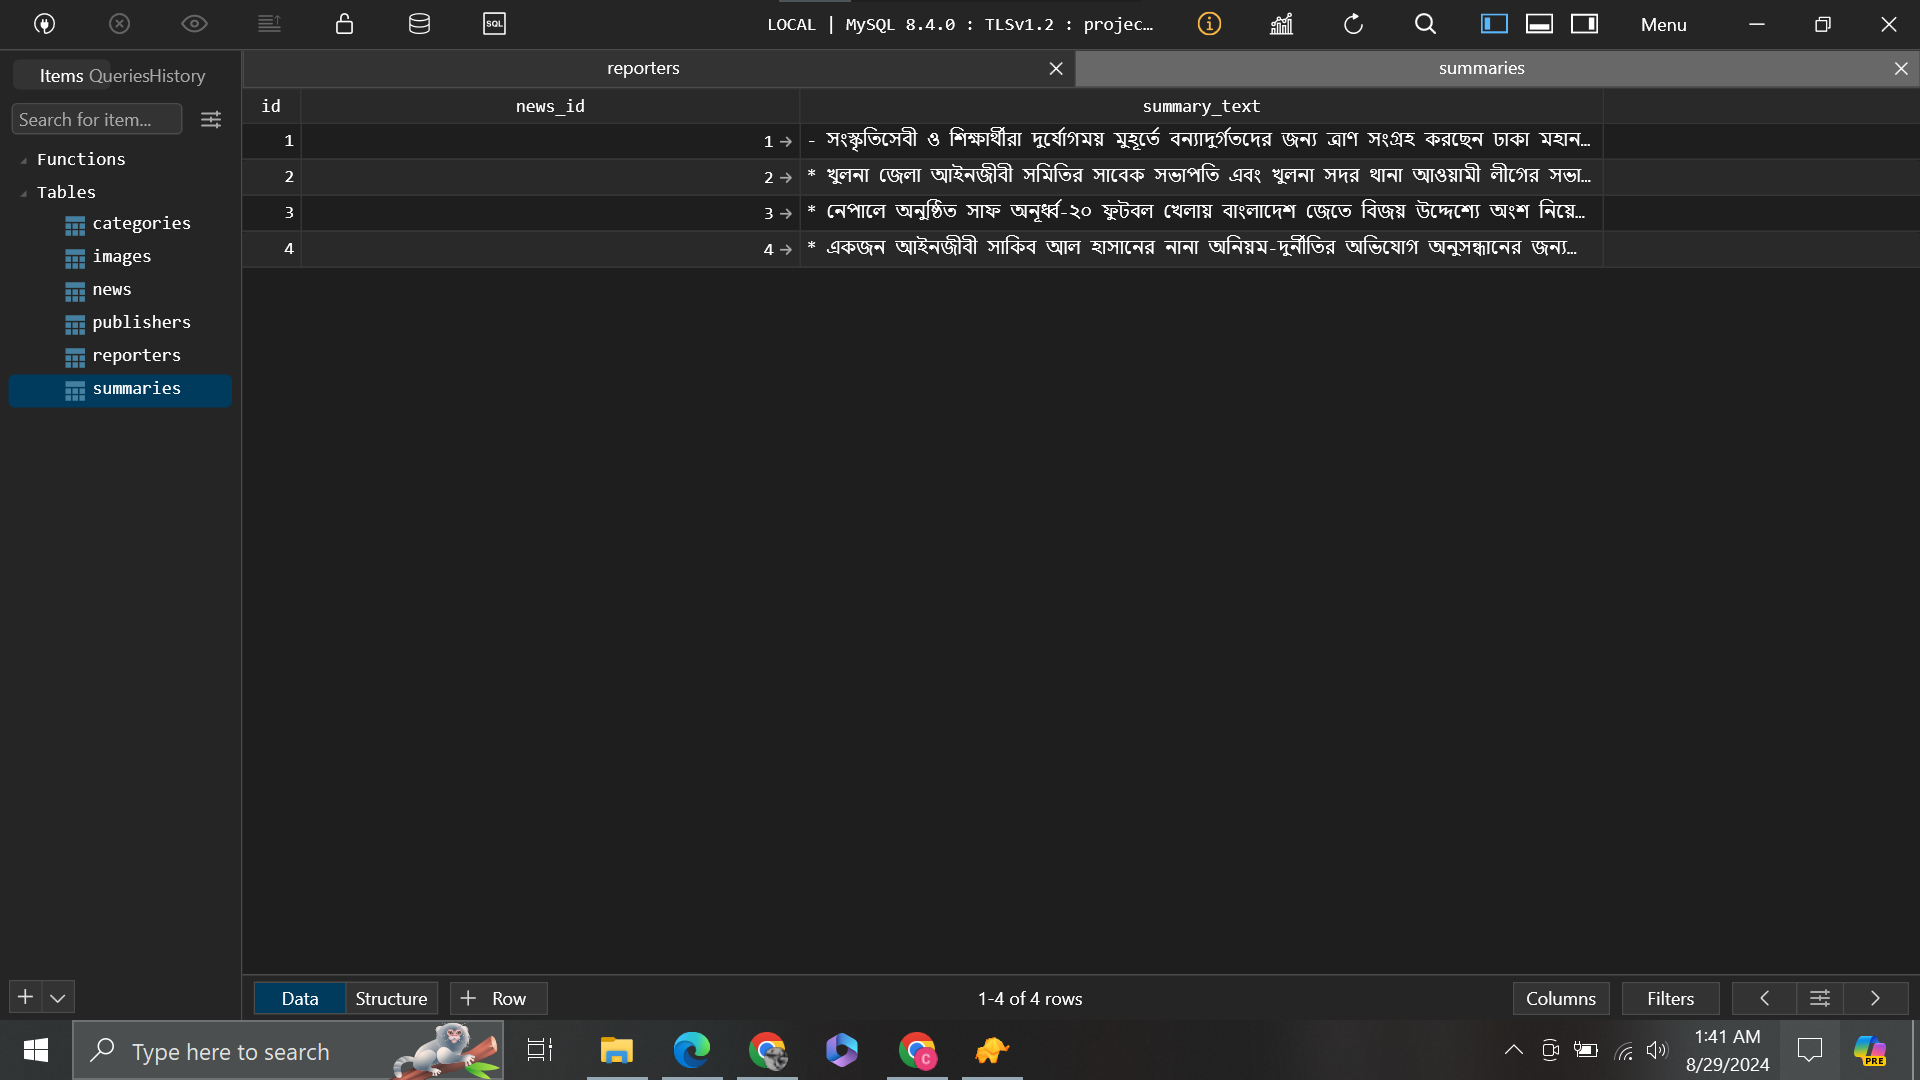 LOCAL | MySQL 8.4.0 : TLSv1.2 : projec...
Menu
SQL
Items Queries History
Search for item...
Functions
Tables
categories
images
news
publishers
reporters
summaries
reporters
summaries
id news_id summary_text
1 1 → - সংস্কৃতিসেবী ও শিক্ষার্থীরা দুর্যোগময় মুহূর্তে বন্যাদুর্গতদের জন্য ত্রাণ সংগ্রহ করছেন ঢাকা মহান...
2 2 → * খুলনা জেলা আইনজীবী সমিতির সাবেক সভাপতি এবং খুলনা সদর থানা আওয়ামী লীগের সভা...
3 3 → * নেপালে অনুষ্ঠিত সাফ অনূর্ধ্ব-২০ ফুটবল খেলায় বাংলাদেশ জেতে বিজয় উদ্দেশ্যে অংশ নিয়ে...
4 4 → * একজন আইনজীবী সাকিব আল হাসানের নানা অনিয়ম-দুর্নীতির অভিযোগ অনুসন্ধানের জন্য...
Data Structure + Row 1-4 of 4 rows Columns Filters
Type here to search
C
1:41 AM
8/29/2024
PRE